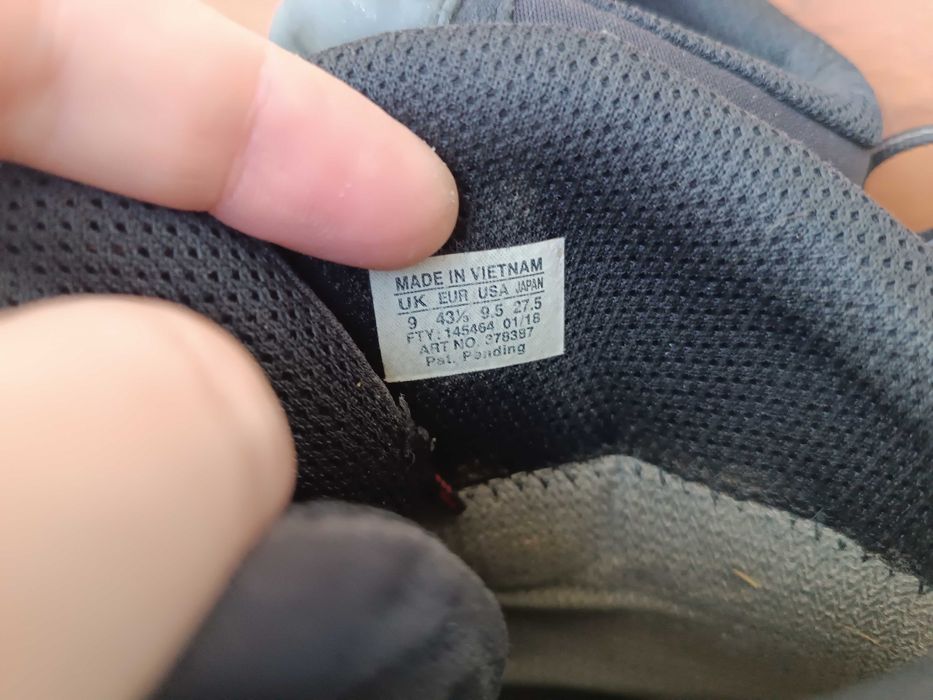 MADE IN VIETNAM
UK EUR USA JAPAN
9 43⅓ 9.5 27.5
FTY: 145464 01/18
ART NO. 378387
Pat. Pending